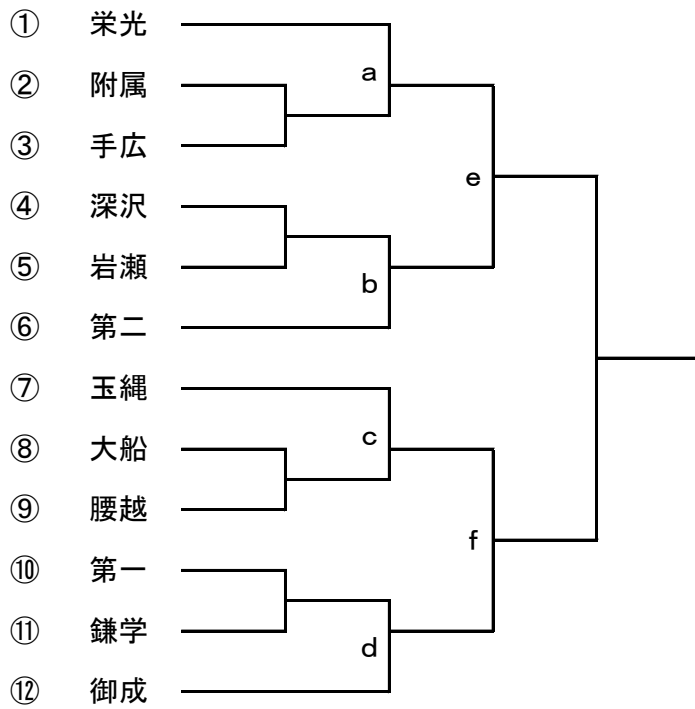 ① 栄光
② 附属
③ 手広
④ 深沢
⑤ 岩瀬
⑥ 第二
⑦ 玉縄
⑧ 大船
⑨ 腰越
⑩ 第一
⑪ 鎌学
⑫ 御成
a
b
c
d
e
f